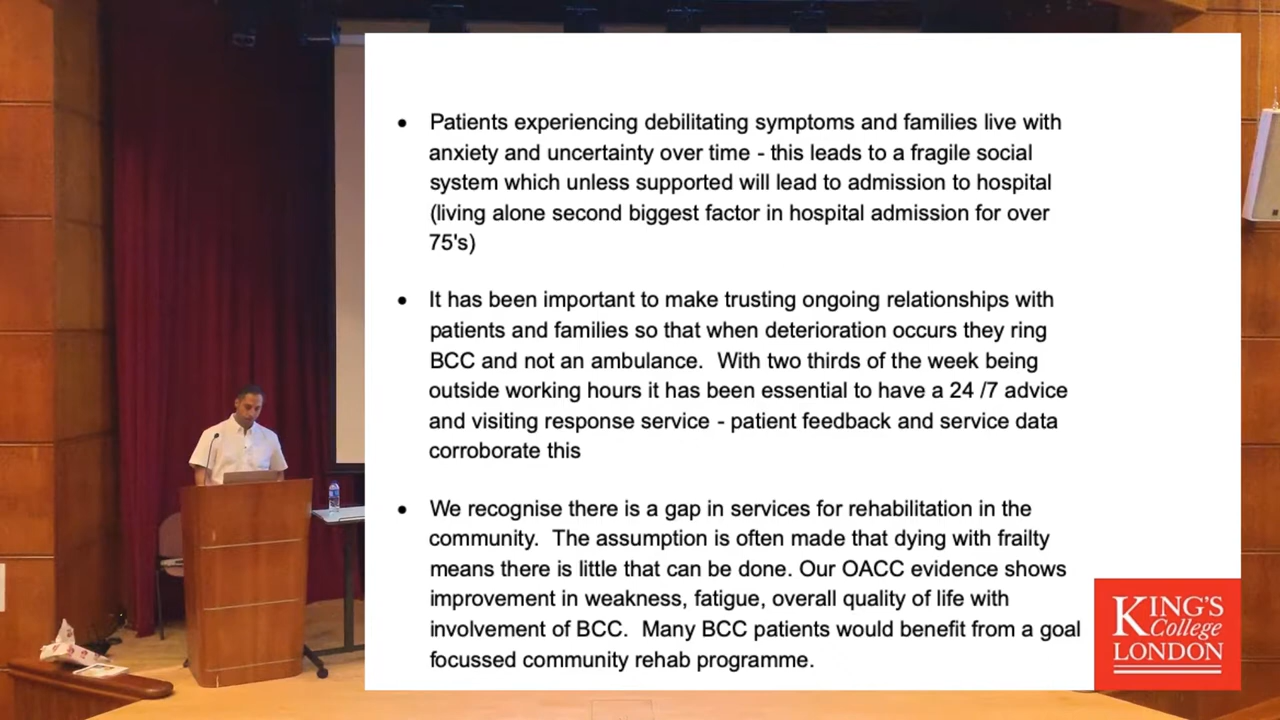 • Patients experiencing debilitating symptoms and families live with
anxiety and uncertainty over time - this leads to a fragile social
system which unless supported will lead to admission to hospital
(living alone second biggest factor in hospital admission for over
75's)
• It has been important to make trusting ongoing relationships with
patients and families so that when deterioration occurs they ring
BCC and not an ambulance.  With two thirds of the week being
outside working hours it has been essential to have a 24 /7 advice
and visiting response service - patient feedback and service data
corroborate this
• We recognise there is a gap in services for rehabilitation in the
community.  The assumption is often made that dying with frailty
means there is little that can be done. Our OACC evidence shows
improvement in weakness, fatigue, overall quality of life with
involvement of BCC.  Many BCC patients would benefit from a goal
focussed community rehab programme.
KING'S
College
LONDON